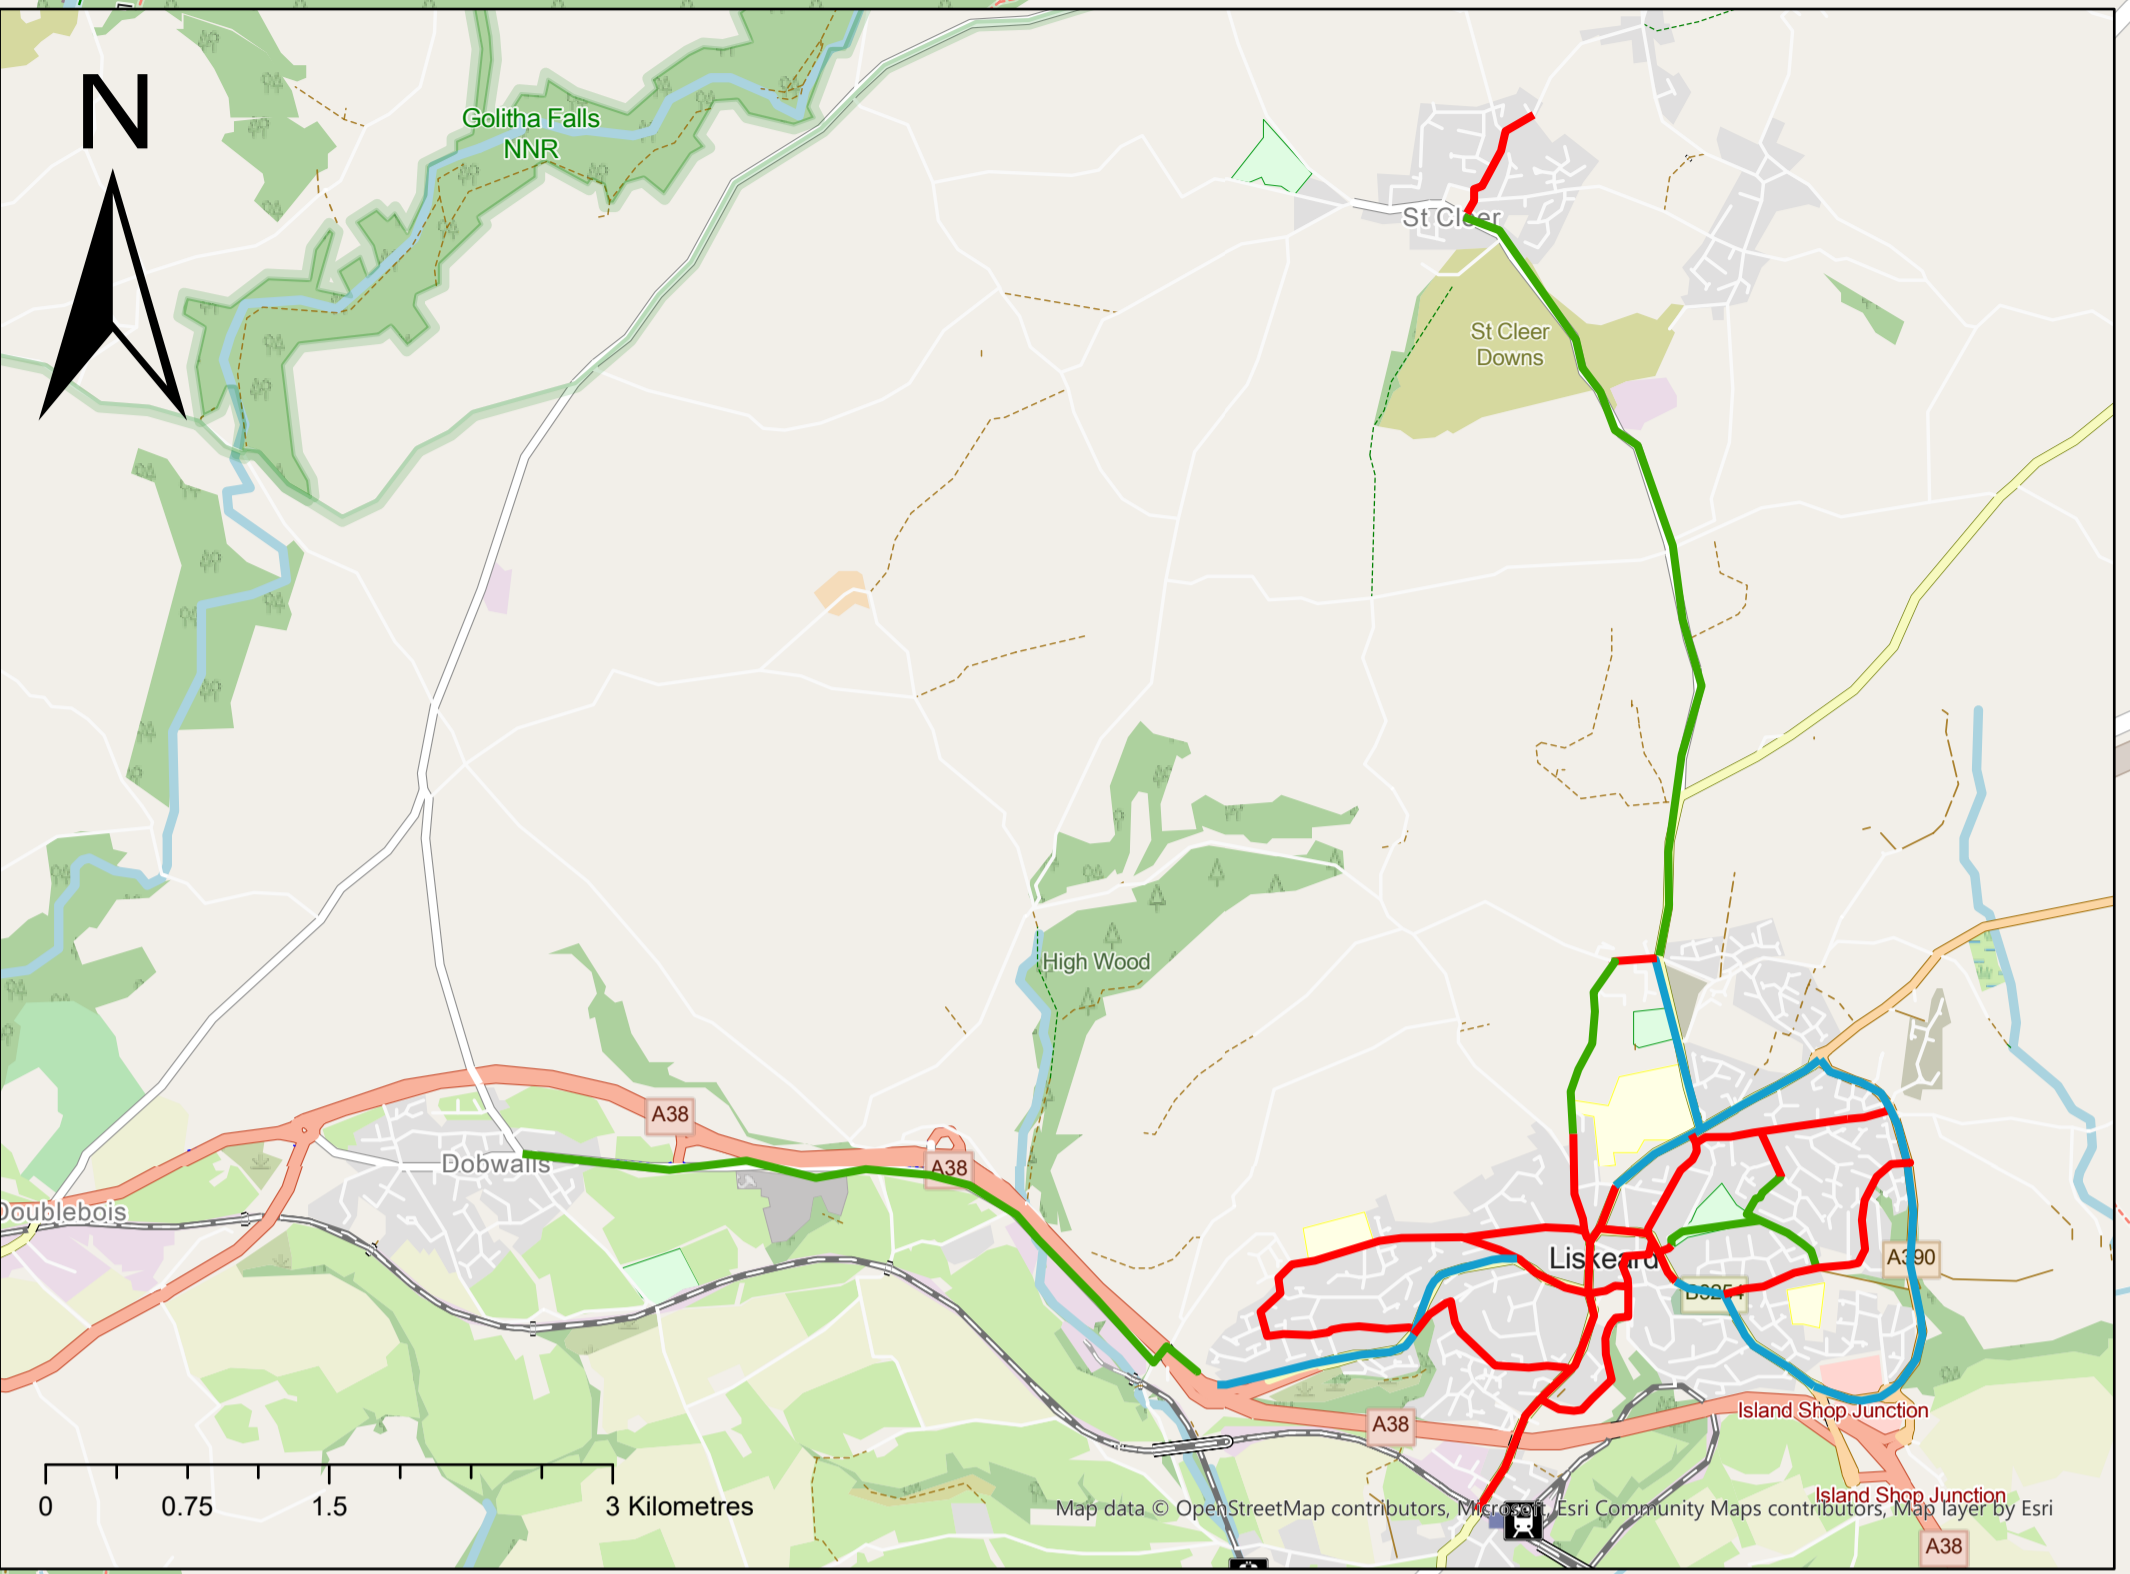 N
Golitha Falls
NNR
St Cleer
St Cleer
Downs
High Wood
A38
A38
Dobwalls
Doublebois
Liskeard
A390
B3254
Island Shop Junction
A38
Island Shop Junction
A38
0 0.75 1.5 3 Kilometres
Map data © OpenStreetMap contributors, Microsoft, Esri Community Maps contributors, Map layer by Esri